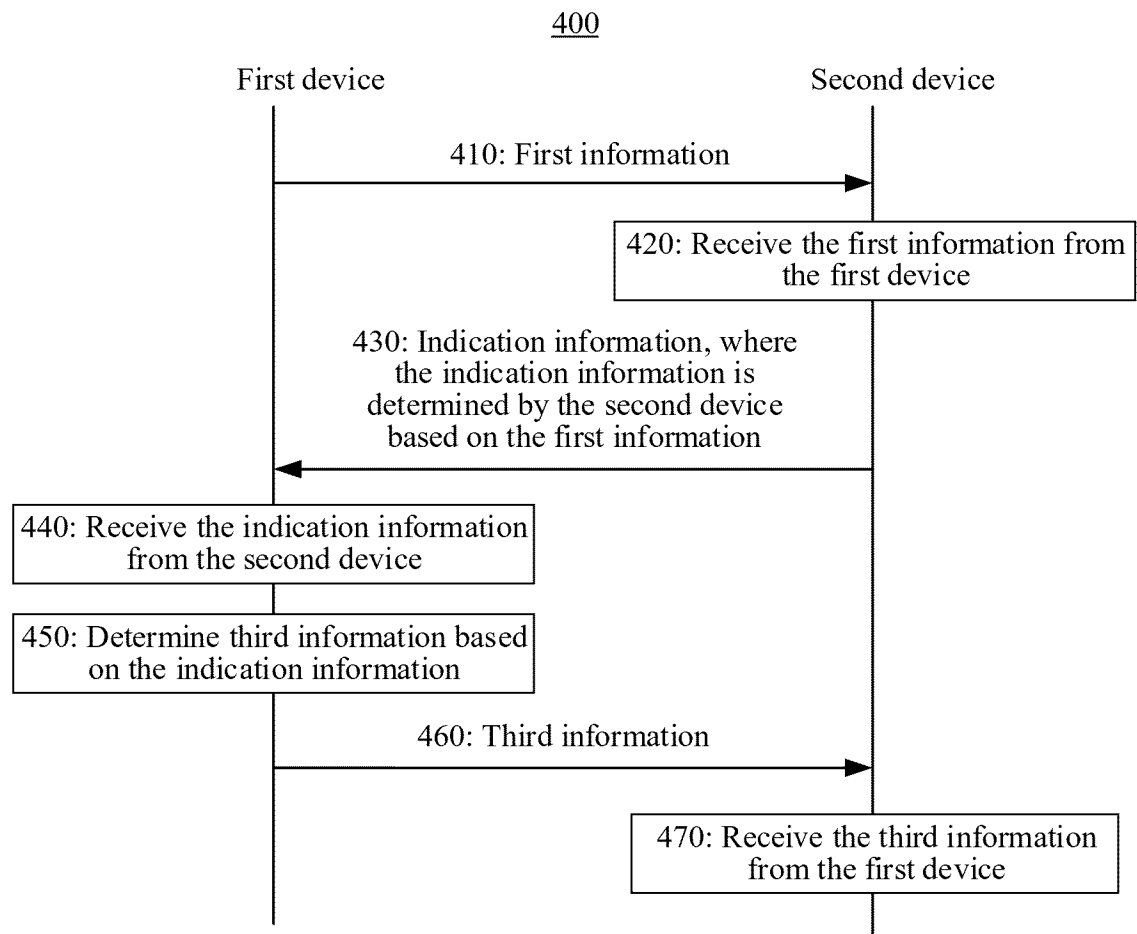 400
First device
Second device
410: First information
420: Receive the first information from
the first device
430: Indication information, where
the indication information is
determined by the second device
based on the first information
440: Receive the indication information
from the second device
450: Determine third information based
on the indication information
460: Third information
470: Receive the third information
from the first device